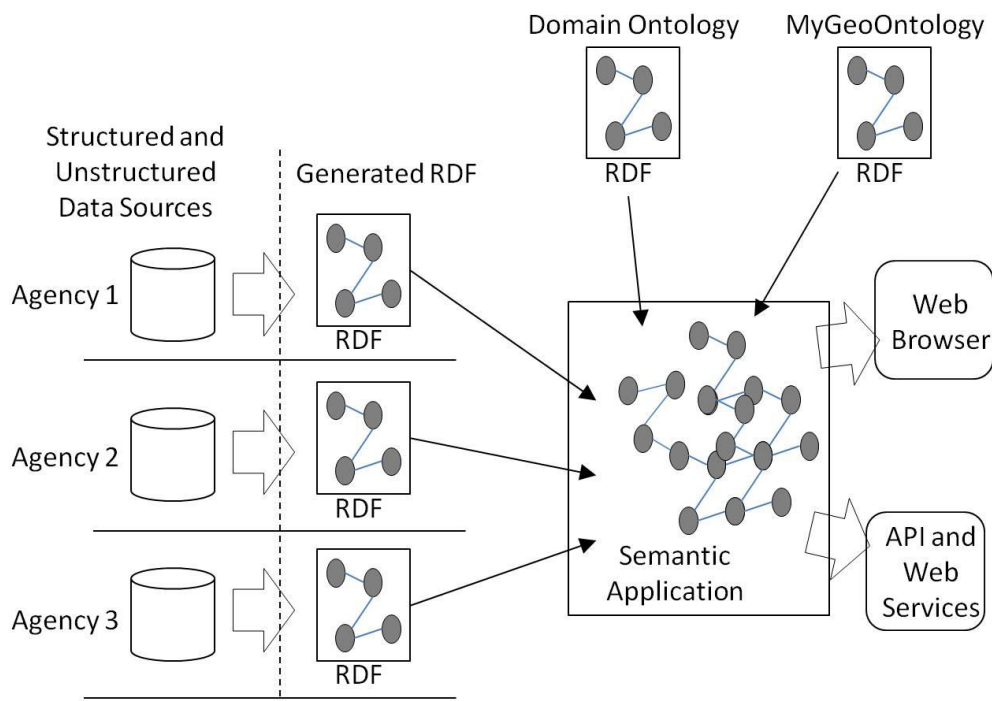 Domain Ontology
MyGeoOntology
RDF
RDF
Structured and
Unstructured
Data Sources
Generated RDF
Agency 1
RDF
Agency 2
RDF
Agency 3
RDF
Semantic
Application
Web
Browser
API and
Web
Services